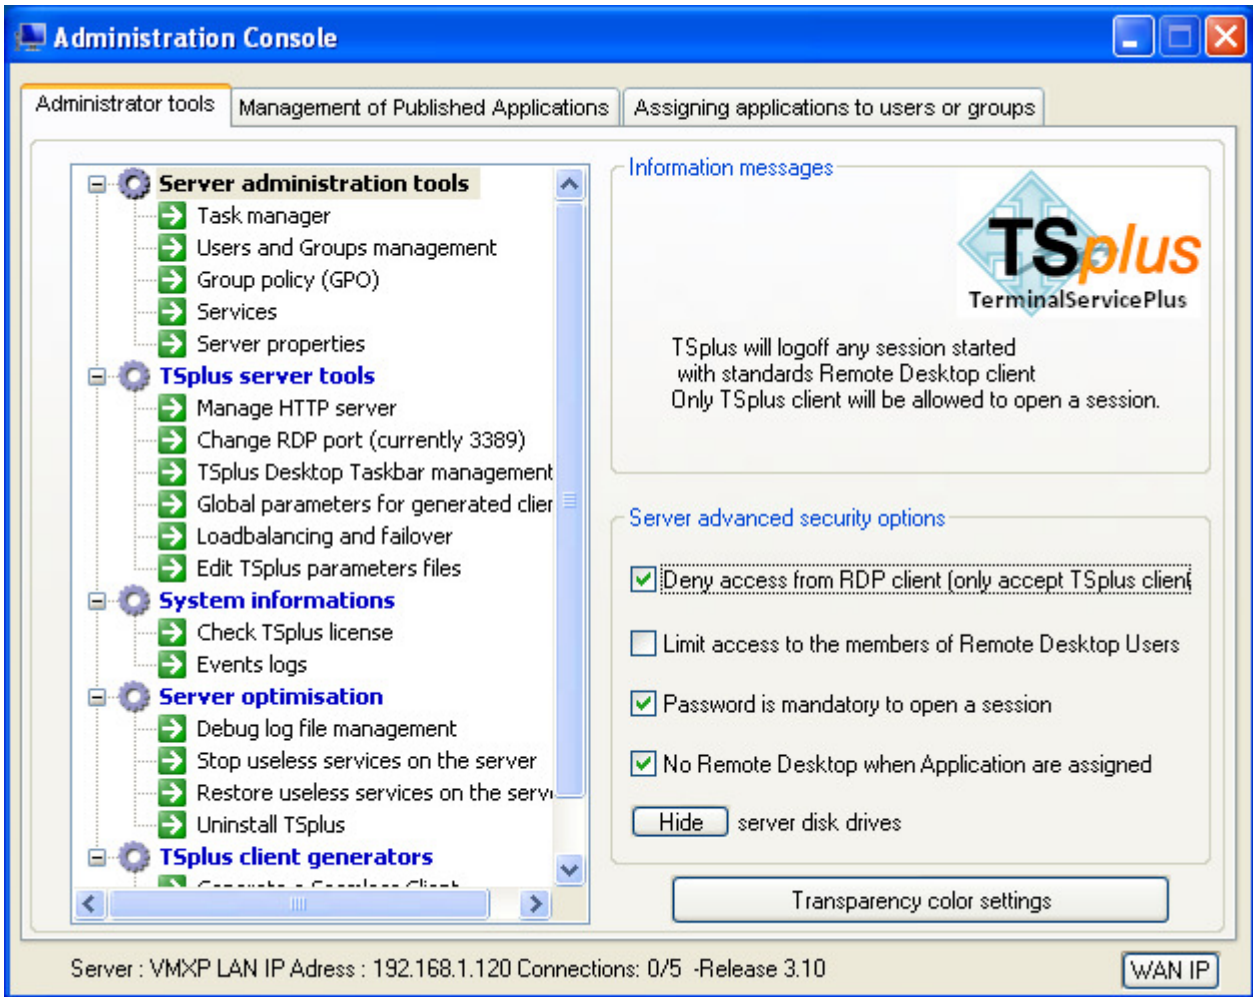 Administration Console
Administrator tools
Management of Published Applications
Assigning applications to users or groups
Server administration tools
Task manager
Users and Groups management
Group policy (GPO)
Services
Server properties
TSplus server tools
Manage HTTP server
Change RDP port (currently 3389)
TSplus Desktop Taskbar management
Global parameters for generated clier
Loadbalancing and failover
Edit TSplus parameters files
System informations
Check TSplus license
Events logs
Server optimisation
Debug log file management
Stop useless services on the server
Restore useless services on the serve
Uninstall TSplus
TSplus client generators
Generate a Seamless Client
Information messages
TSplus
TerminalServicePlus
TSplus will logoff any session started
with standards Remote Desktop client
Only TSplus client will be allowed to open a session.
Server advanced security options
Deny access from RDP client (only accept TSplus client
Limit access to the members of Remote Desktop Users
Password is mandatory to open a session
No Remote Desktop when Application are assigned
Hide server disk drives
Transparency color settings
Server : VMXP LAN IP Adress : 192.168.1.120 Connections: 0/5 -Release 3.10
WAN IP